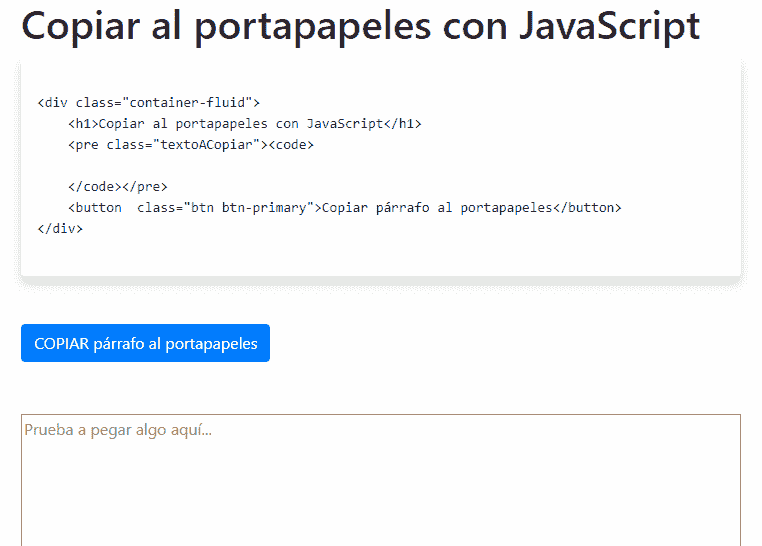 Copiar al portapapeles con JavaScript
<div class="container-fluid">
<h1>Copiar al portapapeles con JavaScript</h1>
<pre class="textoACopiar"><code>
</code></pre>
<button  class="btn btn-primary">Copiar párrafo al portapapeles</button>
</div>
COPIAR párrafo al portapapeles
Prueba a pegar algo aquí...